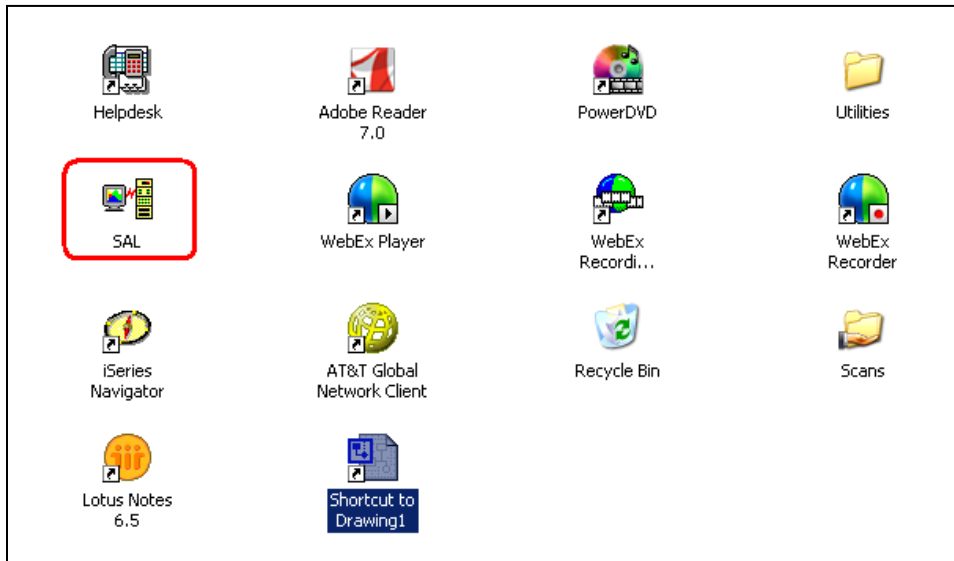 Helpdesk
Adobe Reader
7.0
PowerDVD
Utilities
SAL
WebEx Player
WebEx
Recordi...
WebEx
Recorder
iSeries
Navigator
AT&T Global
Network Client
Recycle Bin
Scans
Lotus Notes
6.5
Shortcut to
Drawing1